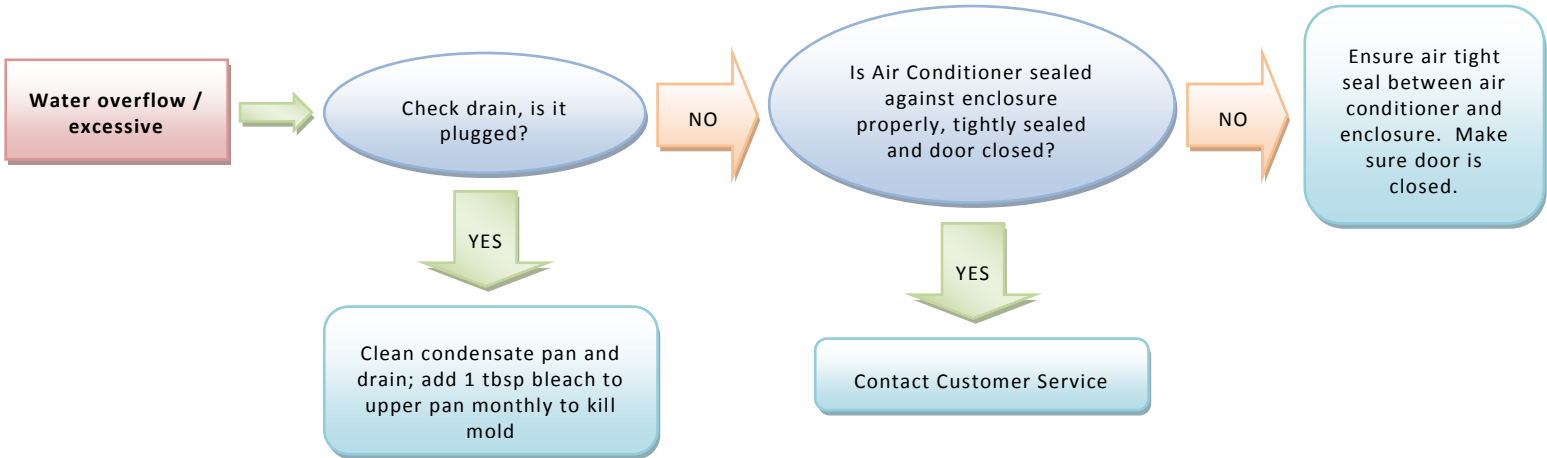 Water overflow /
excessive
Check drain, is it
plugged?
NO
Is Air Conditioner sealed
against enclosure
properly, tightly sealed
and door closed?
NO
Ensure air tight
seal between air
conditioner and
enclosure. Make
sure door is
closed.
YES
YES
Clean condensate pan and
drain; add 1 tbsp bleach to
upper pan monthly to kill
mold
Contact Customer Service